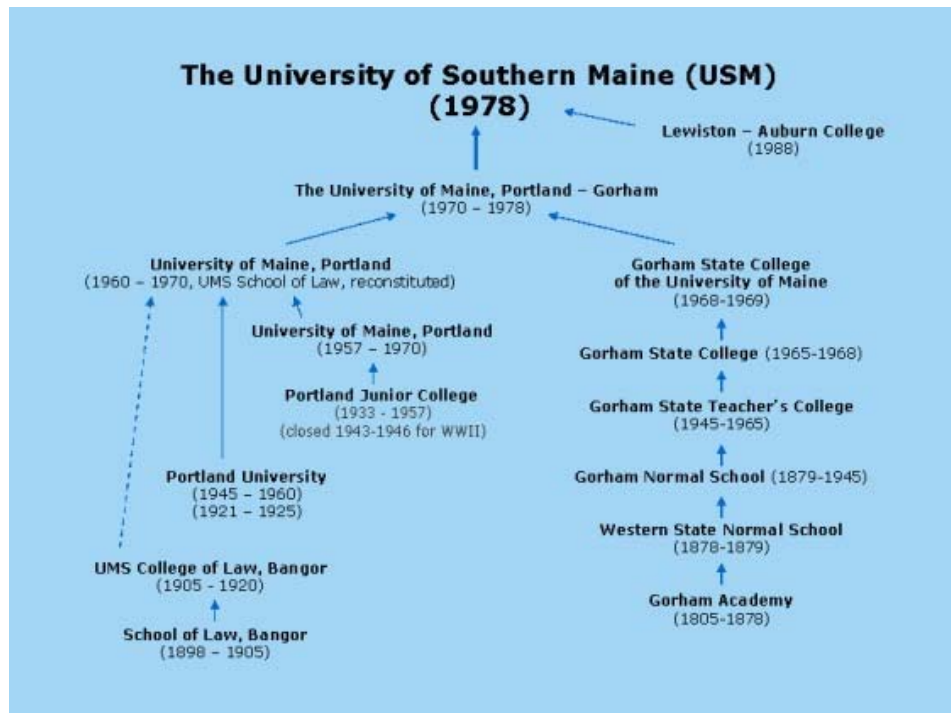 The University of Southern Maine (USM)
(1978)
Lewiston – Auburn College
(1988)
The University of Maine, Portland – Gorham
(1970 – 1978)
University of Maine, Portland
(1960 – 1970, UMS School of Law, reconstituted)
Gorham State College
of the University of Maine
(1968-1969)
University of Maine, Portland
(1957 – 1970)
Gorham State College (1965-1968)
Portland Junior College
(1933 - 1957)
(closed 1943-1946 for WWII)
Gorham State Teacher's College
(1945-1965)
Portland University
(1945 – 1960)
(1921 – 1925)
Gorham Normal School (1879-1945)
Western State Normal School
(1878-1879)
UMS College of Law, Bangor
(1905 - 1920)
Gorham Academy
(1805-1878)
School of Law, Bangor
(1898 – 1905)